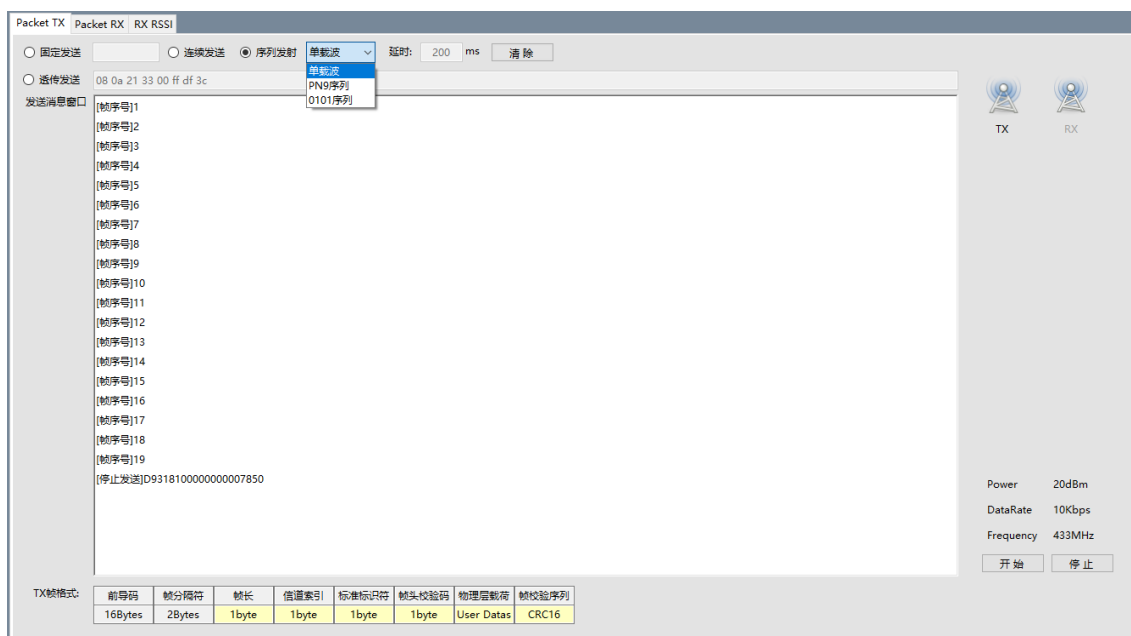 Packet TX Packet RX RX RSSI
固定发送 连续发送 序列发射 单载波 延时: 200 ms 清 除
单载波
PN9序列
0101序列
透传发送 08 0a 21 33 00 ff df 3c
发送消息窗口
[帧序号]1
[帧序号]2
[帧序号]3
[帧序号]4
[帧序号]5
[帧序号]6
[帧序号]7
[帧序号]8
[帧序号]9
[帧序号]10
[帧序号]11
[帧序号]12
[帧序号]13
[帧序号]14
[帧序号]15
[帧序号]16
[帧序号]17
[帧序号]18
[帧序号]19
[停止发送]D9318100000000007850
TX RX
Power 20dBm
DataRate 10Kbps
Frequency 433MHz
开 始 停 止
TX帧格式: 前导码 帧分隔符 帧长 信道索引 标准标识符 帧头校验码 物理层载荷 帧校验序列
16Bytes 2Bytes 1byte 1byte 1byte 1byte User Datas CRC16